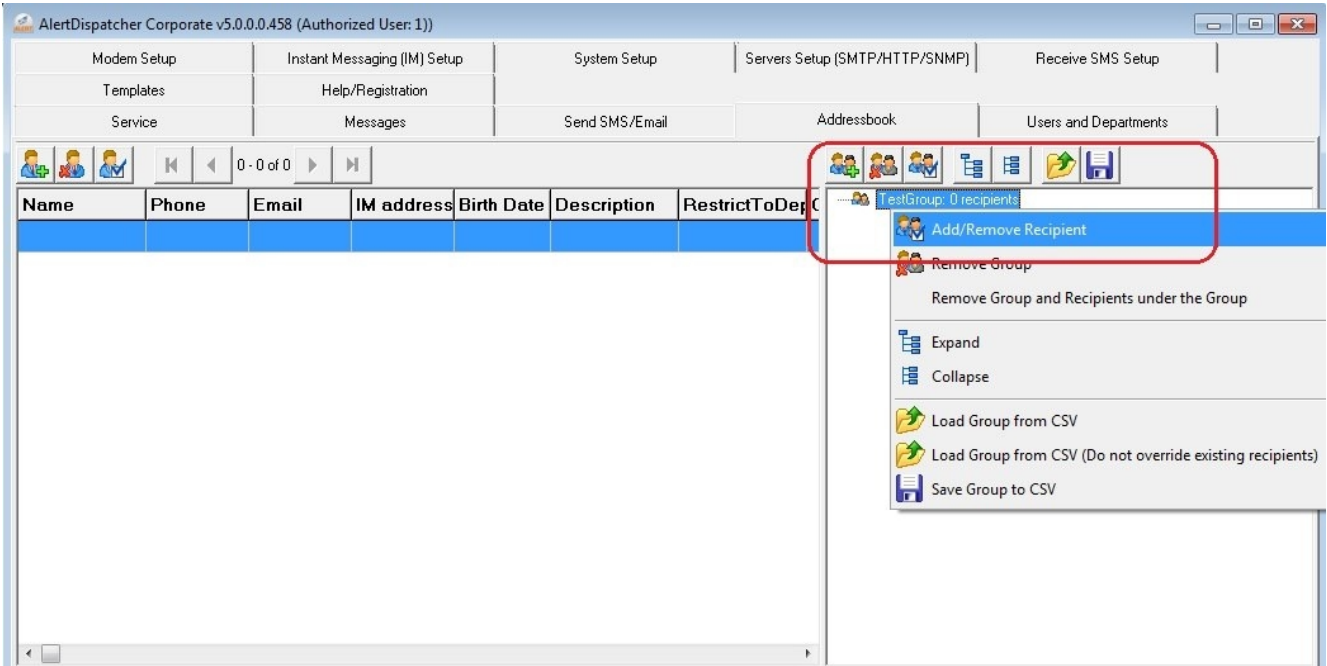 AlertDispatcher Corporate v5.0.0.0.458 (Authorized User: 1))
Modem Setup Instant Messaging (IM) Setup System Setup Servers Setup (SMTP/HTTP/SNMP) Receive SMS Setup
Templates Help/Registration
Service Messages Send SMS/Email Addressbook Users and Departments
0 - 0 of 0
Name Phone Email IM address Birth Date Description RestrictToDep
TestGroup: 0 recipients
Add/Remove Recipient
Remove Group
Remove Group and Recipients under the Group
Expand
Collapse
Load Group from CSV
Load Group from CSV (Do not override existing recipients)
Save Group to CSV